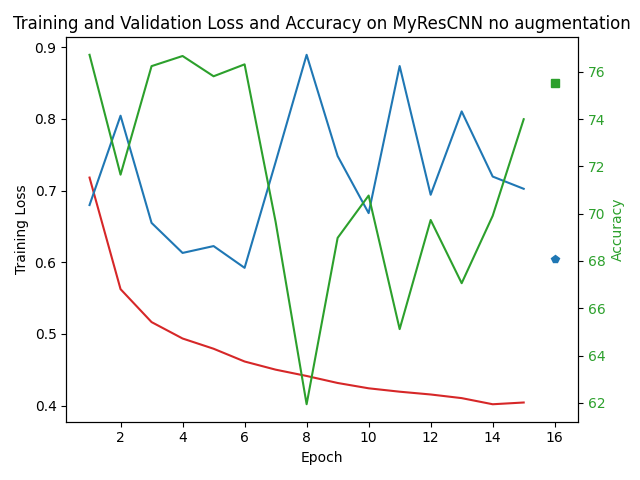 Training and Validation Loss and Accuracy on MyResCNN no augmentation
0.9
0.8
0.7
0.6
0.5
0.4
Training Loss
76
74
72
70
68
66
64
62
Accuracy
2 4 6 8 10 12 14 16
Epoch